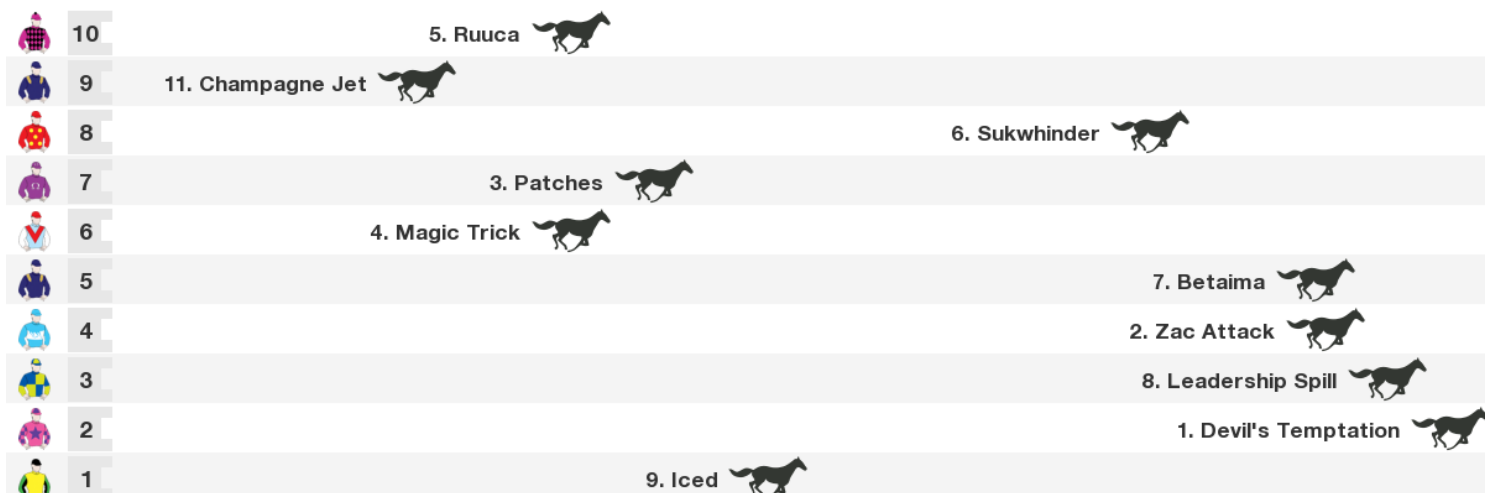 10 5. Ruuca
9 11. Champagne Jet
8 6. Sukwhinder
7 3. Patches
6 4. Magic Trick
5 7. Betaima
4 2. Zac Attack
3 8. Leadership Spill
2 1. Devil's Temptation
1 9. Iced